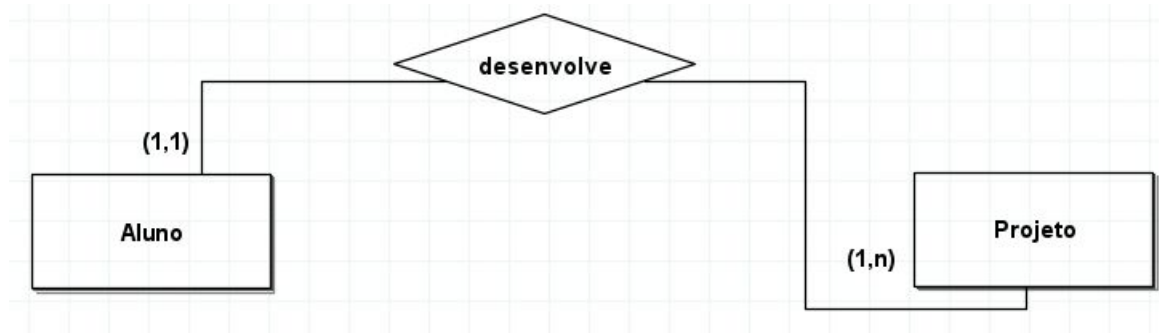 desenvolve
(1,1)
Aluno
Projeto
(1,n)